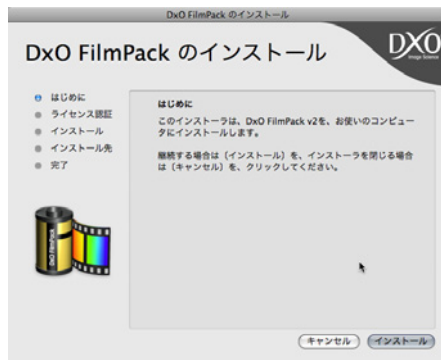 DxO FilmPack のインストール
DxO FilmPack のインストール
DXO
Image Science
はじめに
ライセンス認証
インストール
インストール先
完了
はじめに
このインストーラは、DxO FilmPack v2を、お使いのコンピュー
タにインストールします。
継続する場合は（インストール）を、インストーラを閉じる場合
は（キャンセル）を、クリックしてください。
DxO FilmPack
キャンセル
インストール